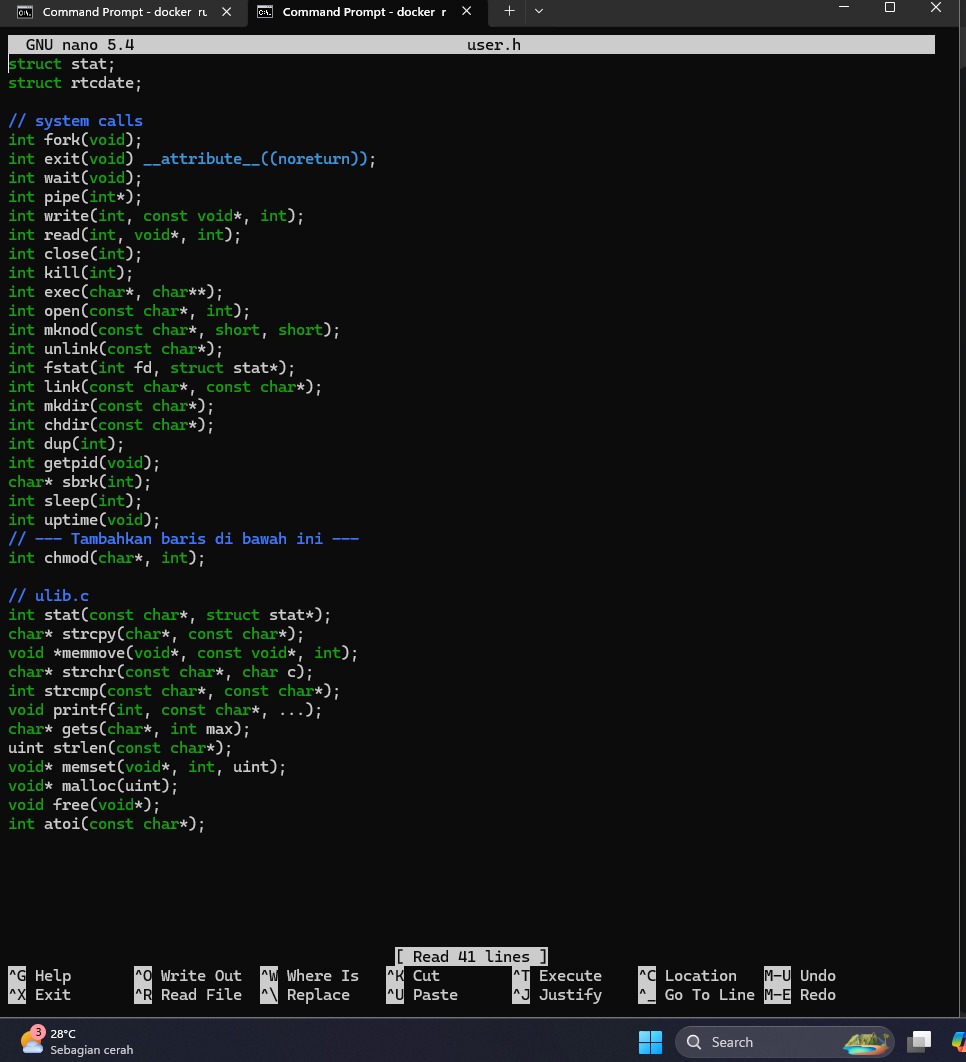 Command Prompt - docker ru
Command Prompt - docker r
GNU nano 5.4 user.h
struct stat;
struct rtcdate;
// system calls
int fork(void);
int exit(void) __attribute__((noreturn));
int wait(void);
int pipe(int*);
int write(int, const void*, int);
int read(int, void*, int);
int close(int);
int kill(int);
int exec(char*, char**);
int open(const char*, int);
int mknod(const char*, short, short);
int unlink(const char*);
int fstat(int fd, struct stat*);
int link(const char*, const char*);
int mkdir(const char*);
int chdir(const char*);
int dup(int);
int getpid(void);
char* sbrk(int);
int sleep(int);
int uptime(void);
// --- Tambahkan baris di bawah ini ---
int chmod(char*, int);
// ulib.c
int stat(const char*, struct stat*);
char* strcpy(char*, const char*);
void *memmove(void*, const void*, int);
char* strchr(const char*, char c);
int strcmp(const char*, const char*);
void printf(int, const char*, ...);
char* gets(char*, int max);
uint strlen(const char*);
void* memset(void*, int, uint);
void* malloc(uint);
void free(void*);
int atoi(const char*);
[ Read 41 lines ]
^G Help ^O Write Out ^W Where Is ^K Cut ^T Execute ^C Location M-U Undo
^X Exit ^R Read File ^\ Replace ^U Paste ^J Justify ^_ Go To Line M-E Redo
3
28°C
Sebagian cerah
Search